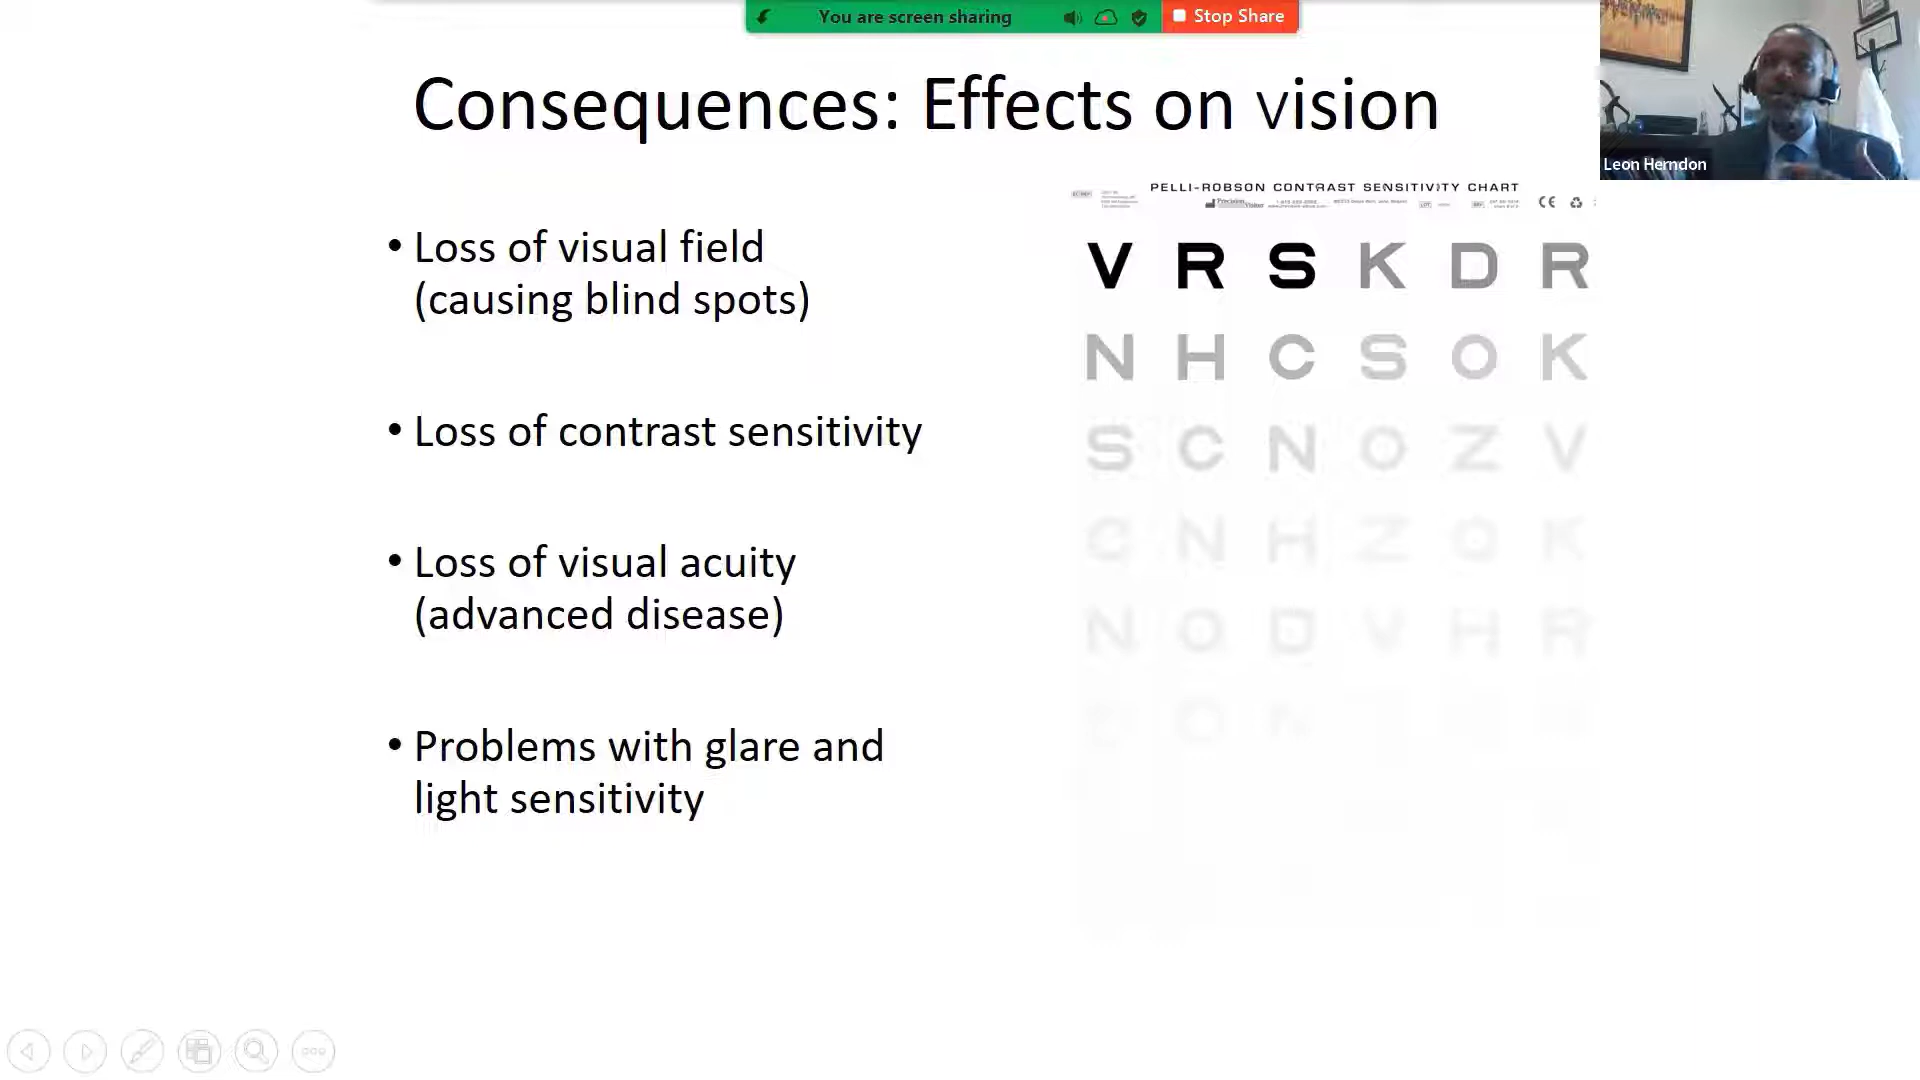 You are screen sharing
Stop Share
Consequences: Effects on vision
Leon Herndon
PELLI-ROBSON CONTRAST SENSITIVITY CHART
Precision
Vision
• Loss of visual field
(causing blind spots)
• Loss of contrast sensitivity
• Loss of visual acuity
(advanced disease)
• Problems with glare and
light sensitivity
V R S K D R
N H C S O K
S C N O Z V
C N H Z O K
N O D V H R